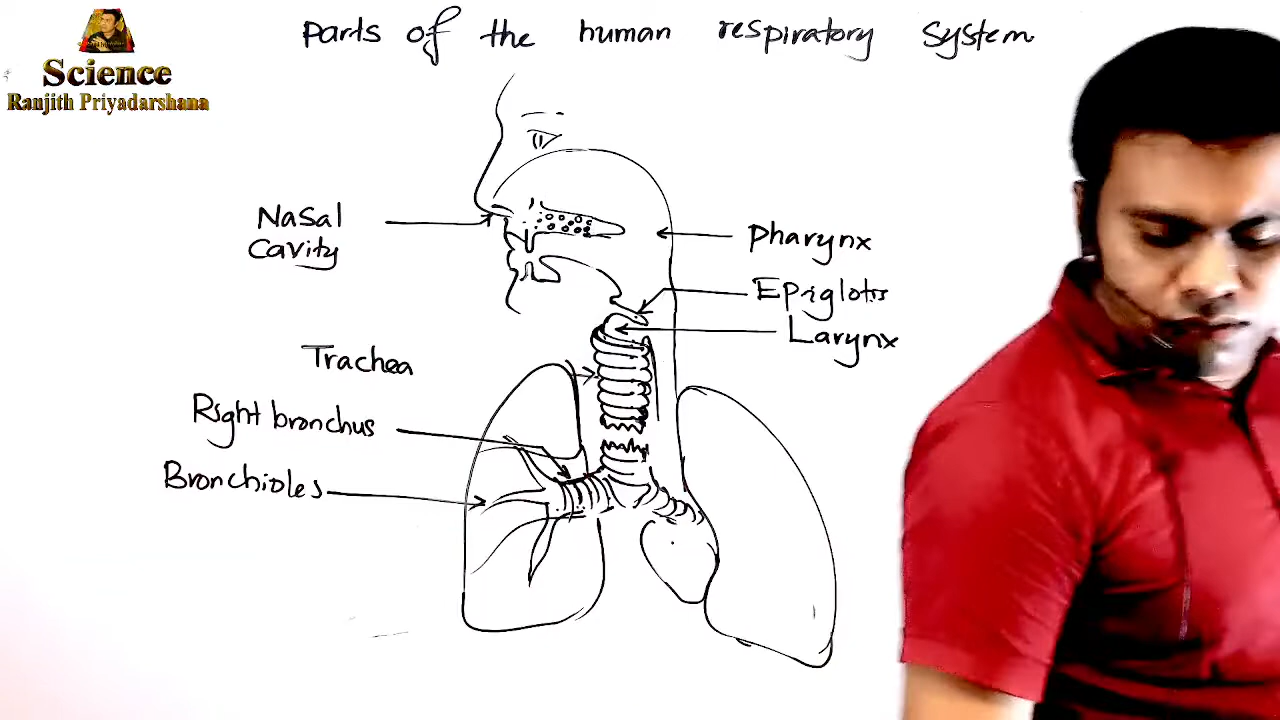 Parts of the human respiratory system
Science
Ranjith Priyadarshana
Nasal
cavity
Pharynx
Epiglotis
Larynx
Trachea
Right bronchus
Bronchioles